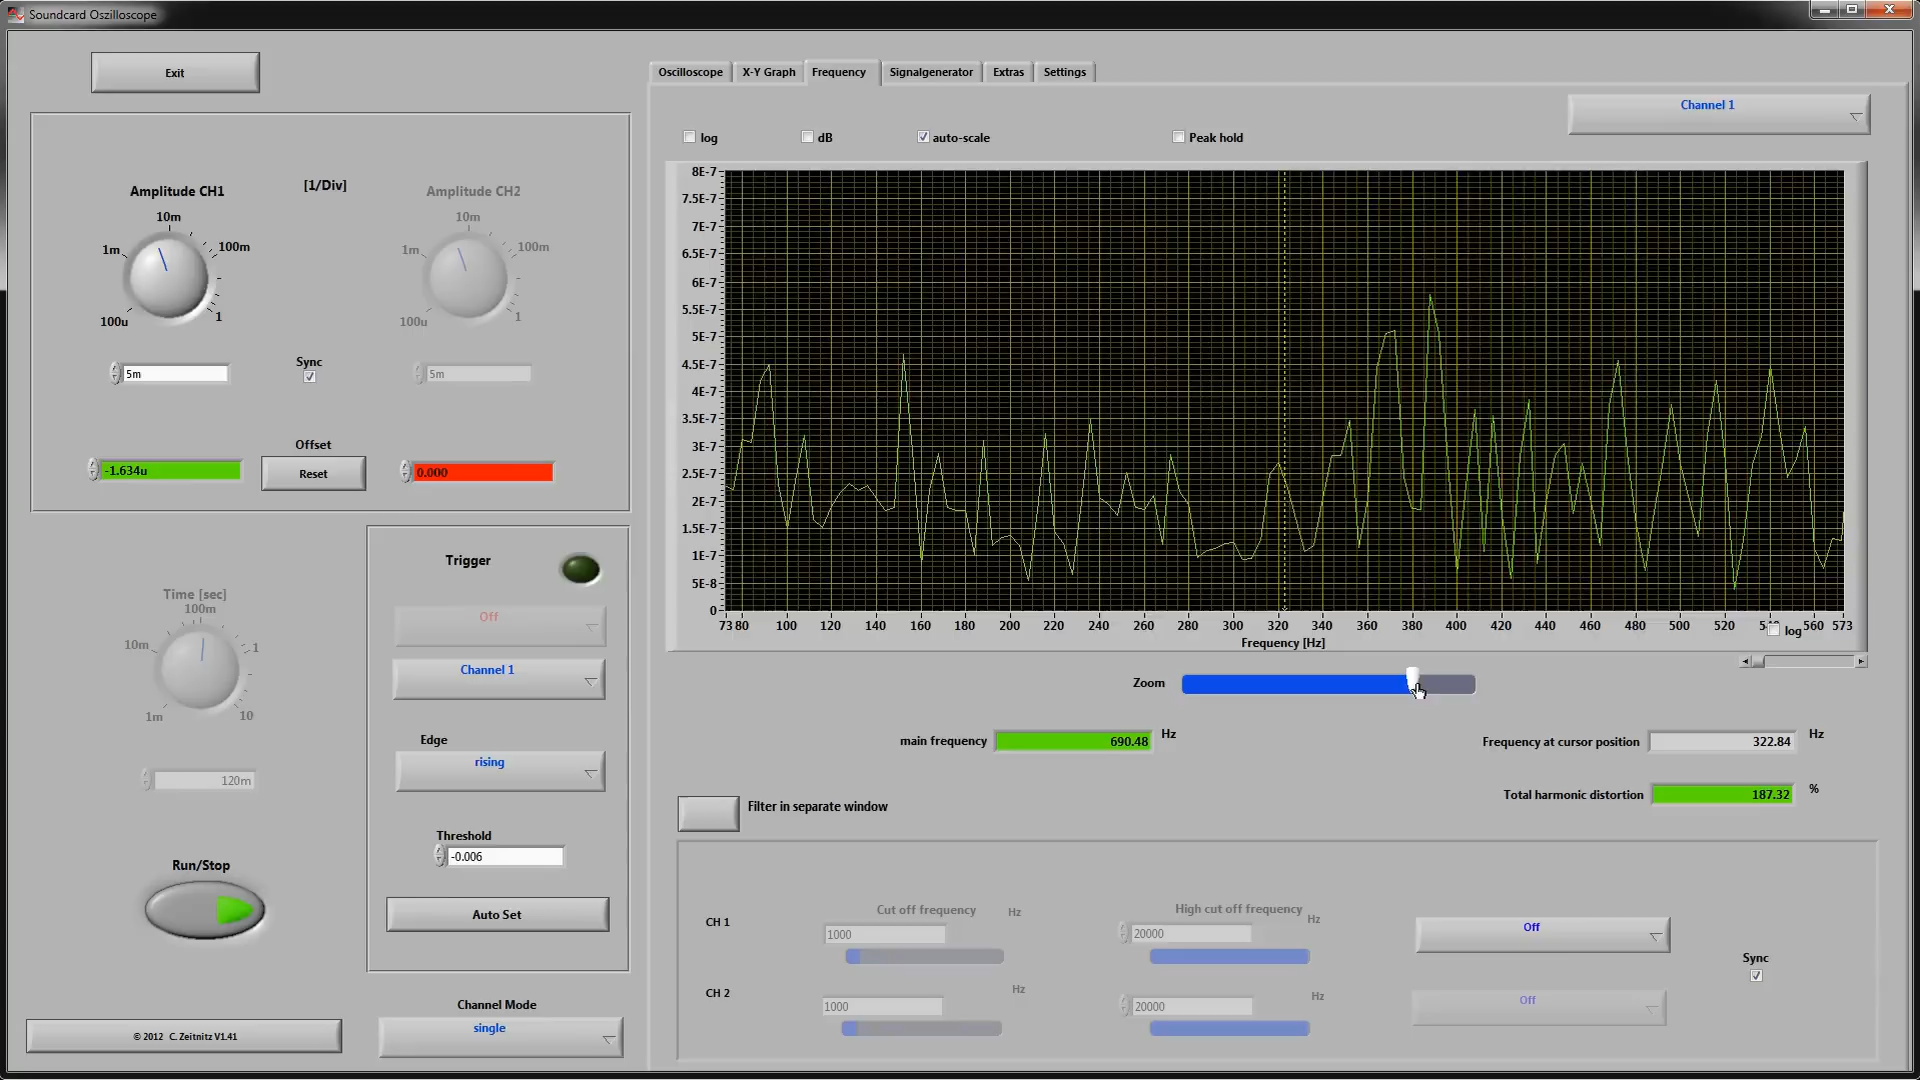 Soundcard Oszilloscope
Exit
Oscilloscope
X-Y Graph
Frequency
Signalgenerator
Extras
Settings
Channel 1
log
dB
auto-scale
Peak hold
Amplitude CH1
[1/Div]
Amplitude CH2
10m
1m
100m
100u
1
10m
1m
100m
100u
1
5m
Sync
5m
Offset
-1.634u
Reset
0.000
8E-7
7.5E-7
7E-7
6.5E-7
6E-7
5.5E-7
5E-7
4.5E-7
4E-7
3.5E-7
3E-7
2.5E-7
2E-7
1.5E-7
1E-7
5E-8
0
73 80 100 120 140 160 180 200 220 240 260 280 300 320 340 360 380 400 420 440 460 480 500 520 560 573
log
Frequency [Hz]
Zoom
main frequency 690.48 Hz
Frequency at cursor position 322.84 Hz
Total harmonic distortion 187.32 %
Filter in separate window
Time [sec]
100m
10m
1
1m
10
120m
Run/Stop
Trigger
Off
Channel 1
Edge
rising
Threshold
-0.006
Auto Set
Channel Mode
single
© 2012 C. Zeitnitz V1.41
CH 1
Cut off frequency Hz
1000
High cut off frequency Hz
20000
Off
Sync
CH 2
Hz
1000
Hz
20000
Off